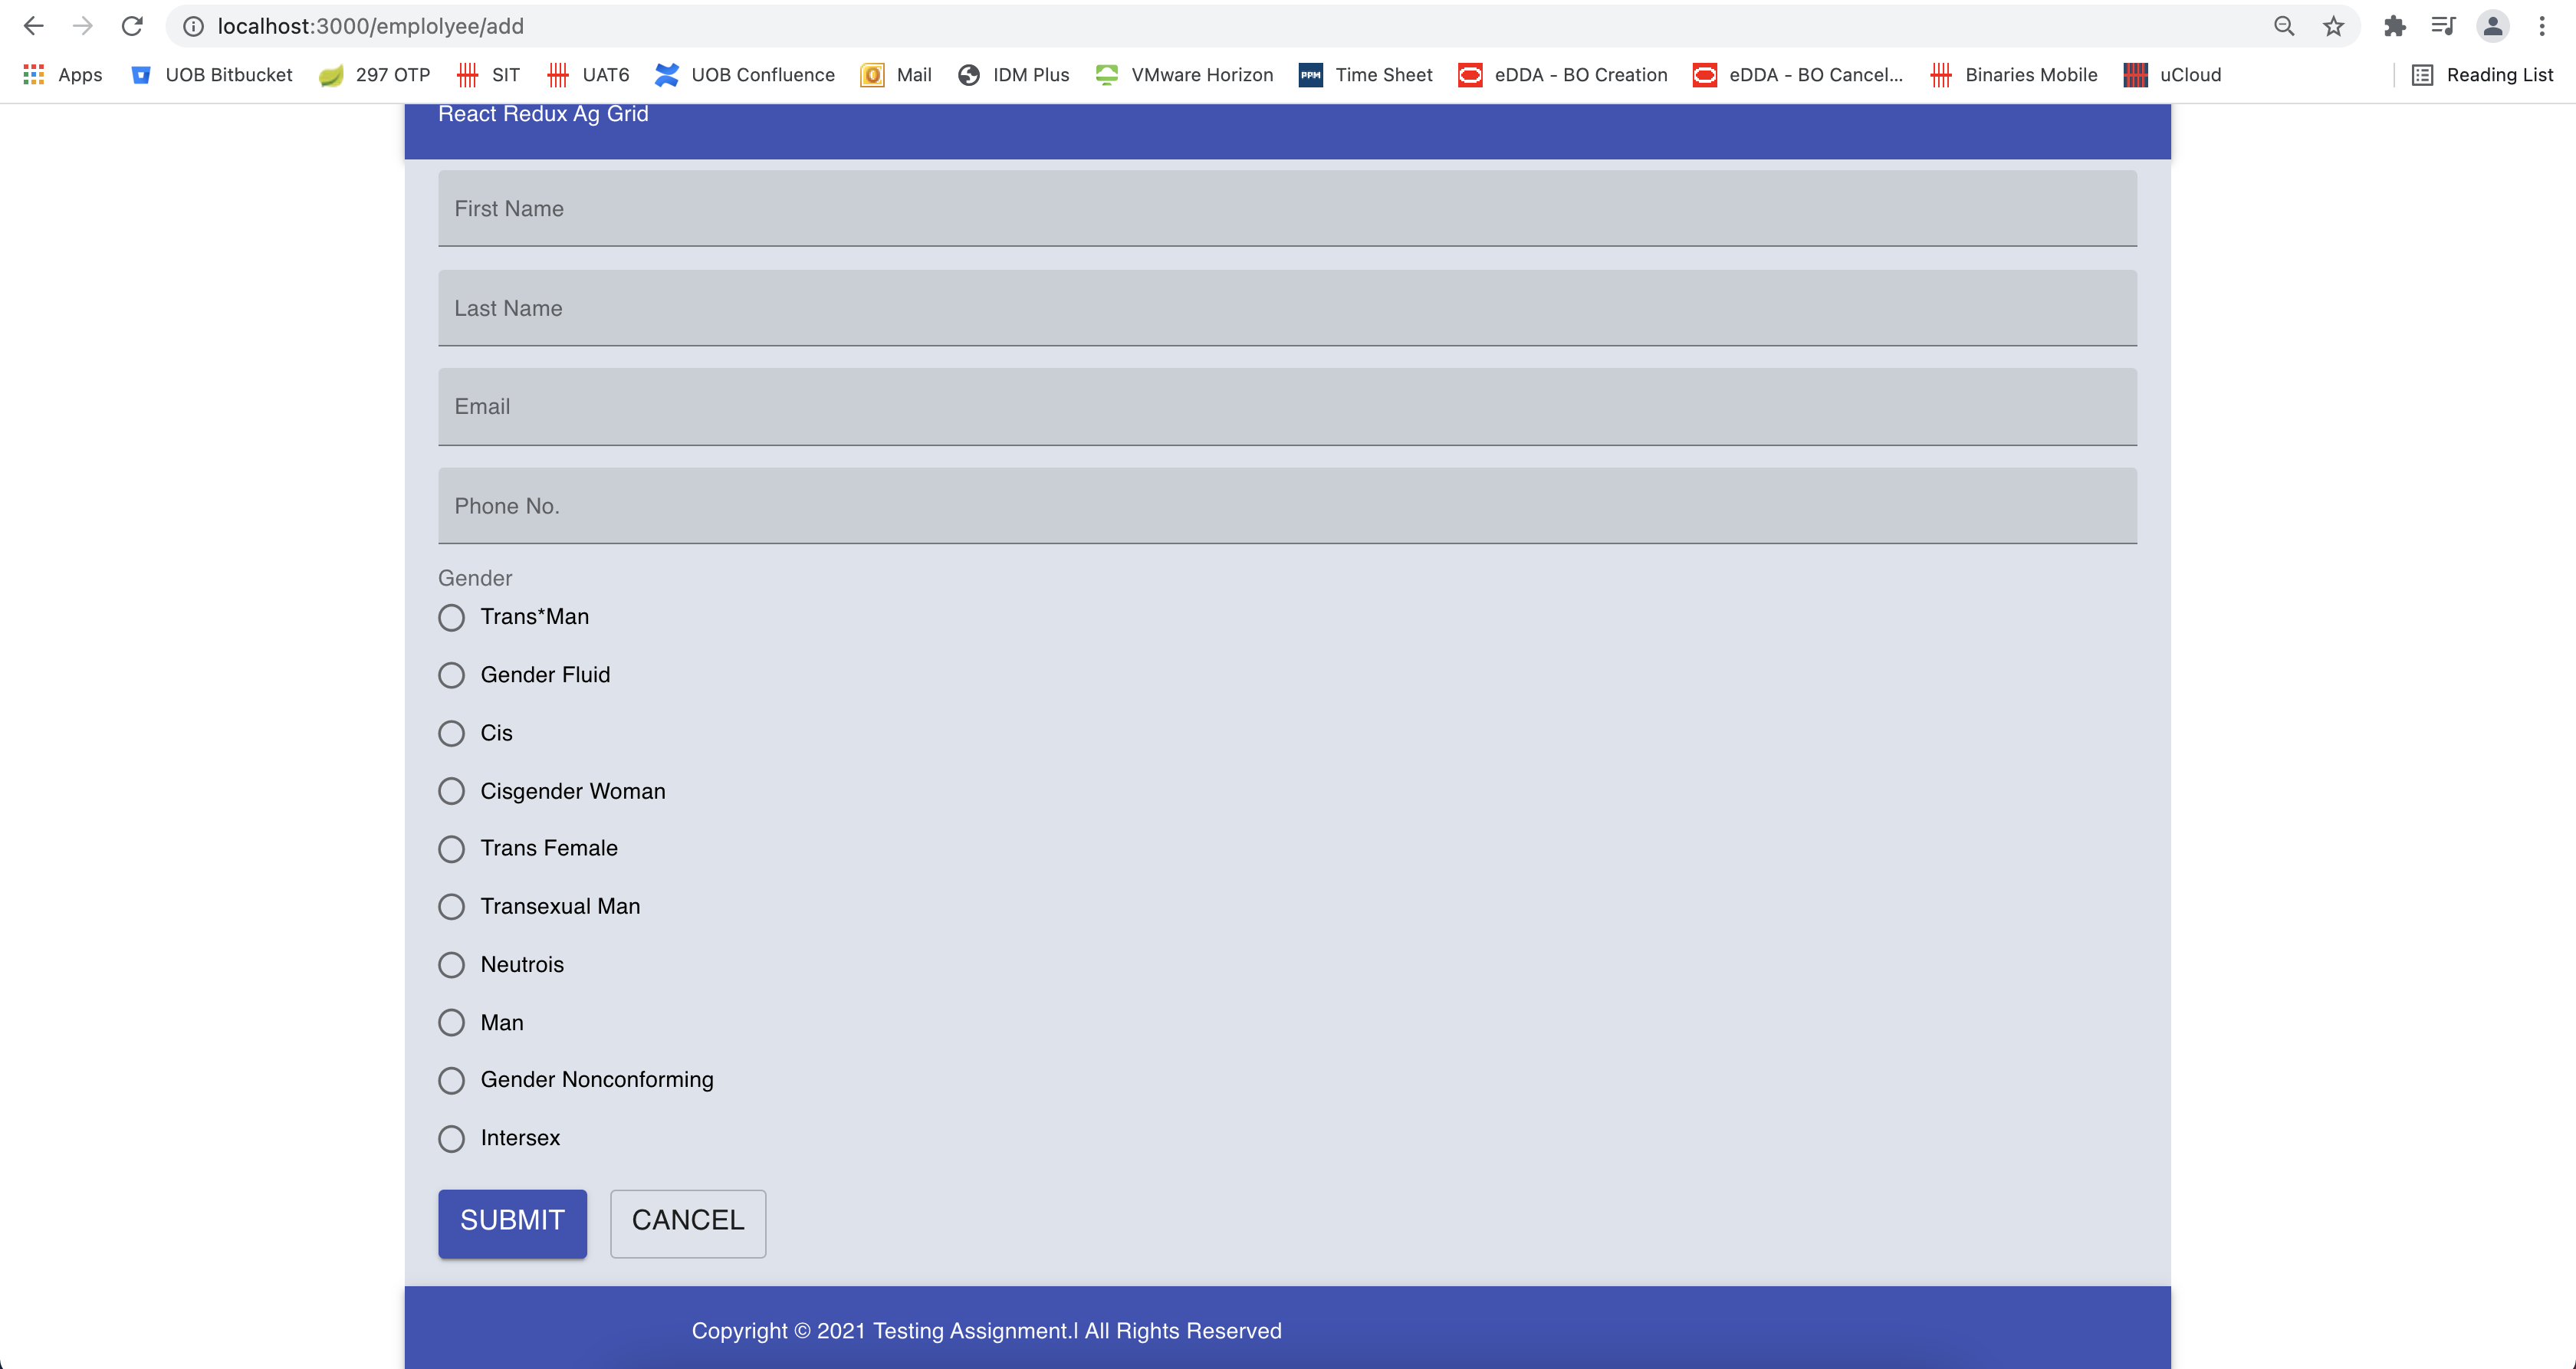 localhost:3000/emplolyee/add
Apps UOB Bitbucket 297 OTP SIT UAT6 UOB Confluence Mail IDM Plus VMware Horizon PPM Time Sheet eDDA - BO Creation eDDA - BO Cancel... Binaries Mobile uCloud Reading List
React Redux Ag Grid
First Name
Last Name
Email
Phone No.
Gender
Trans*Man
Gender Fluid
Cis
Cisgender Woman
Trans Female
Transexual Man
Neutrois
Man
Gender Nonconforming
Intersex
SUBMIT CANCEL
Copyright © 2021 Testing Assignment.| All Rights Reserved